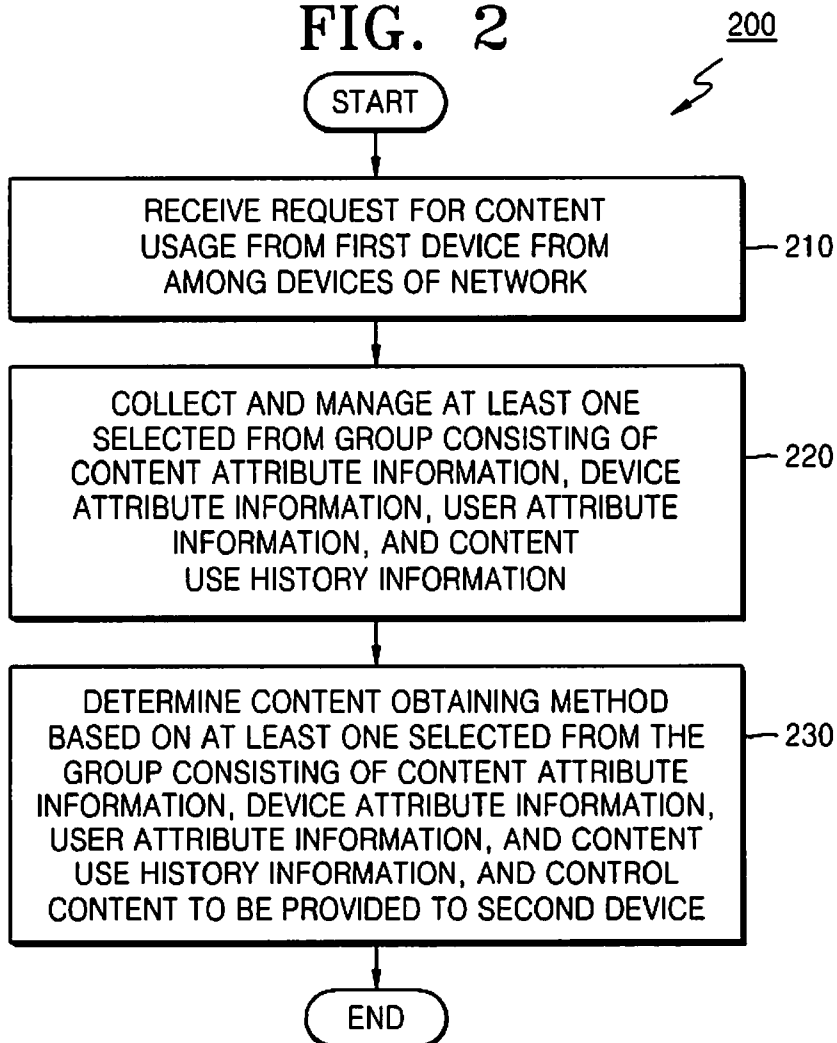 FIG. 2
200
START
RECEIVE REQUEST FOR CONTENT
USAGE FROM FIRST DEVICE FROM
AMONG DEVICES OF NETWORK
210
COLLECT AND MANAGE AT LEAST ONE
SELECTED FROM GROUP CONSISTING OF
CONTENT ATTRIBUTE INFORMATION, DEVICE
ATTRIBUTE INFORMATION, USER ATTRIBUTE
INFORMATION, AND CONTENT
USE HISTORY INFORMATION
220
DETERMINE CONTENT OBTAINING METHOD
BASED ON AT LEAST ONE SELECTED FROM THE
GROUP CONSISTING OF CONTENT ATTRIBUTE
INFORMATION, DEVICE ATTRIBUTE INFORMATION,
USER ATTRIBUTE INFORMATION, AND CONTENT
USE HISTORY INFORMATION, AND CONTROL
CONTENT TO BE PROVIDED TO SECOND DEVICE
230
END